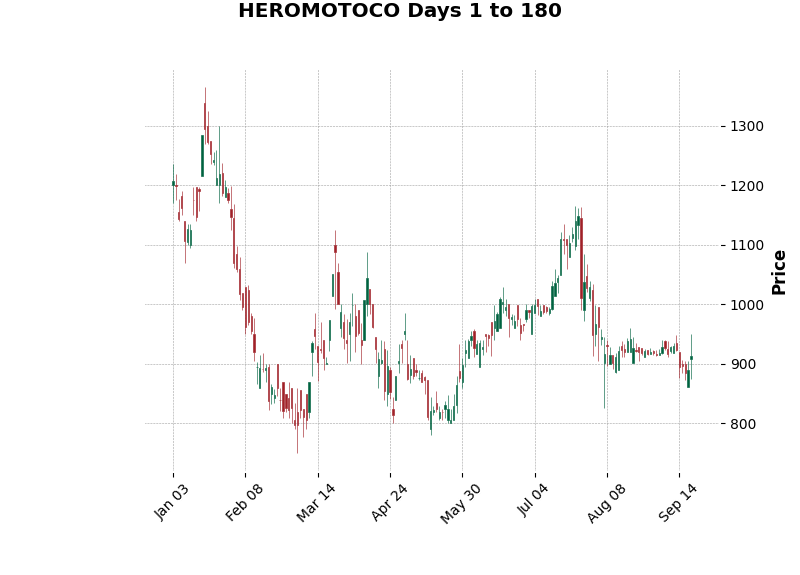 HEROMOTOCO Days 1 to 180
1300
1200
1100
1000
900
800
Price
Jan 03
Feb 08
Mar 14
Apr 24
May 30
Jul 04
Aug 08
Sep 14